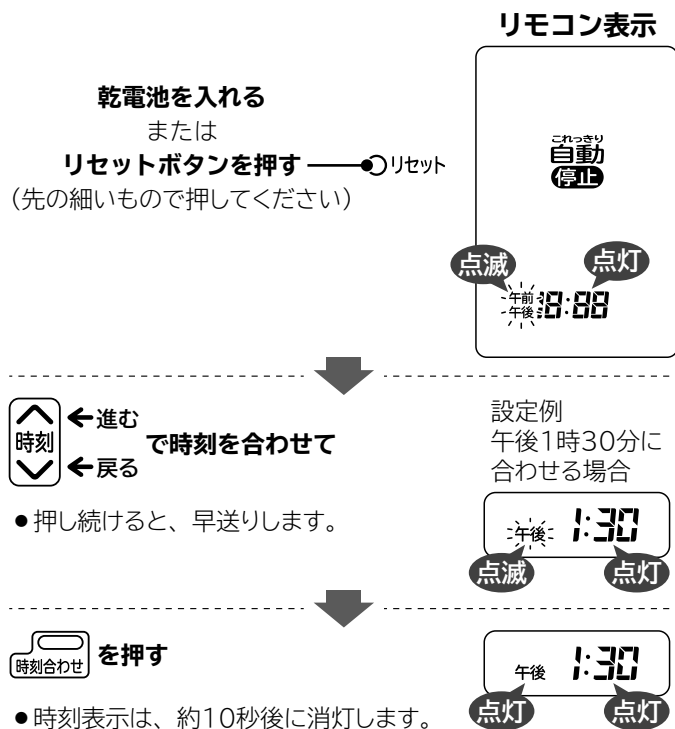 リモコン表示
乾電池を入れる
または
リセットボタンを押す
リセット
（先の細いもので押してください）
これっきり
自動
停止
点滅
点灯
午前
午後
18:88
時刻
←進む
←戻る
で時刻を合わせて
●押し続けると、早送りします。
設定例
午後1時30分に
合わせる場合
午後 1:30
点滅
点灯
時刻合わせ
を押す
●時刻表示は、約10秒後に消灯します。
午後 1:30
点灯
点灯